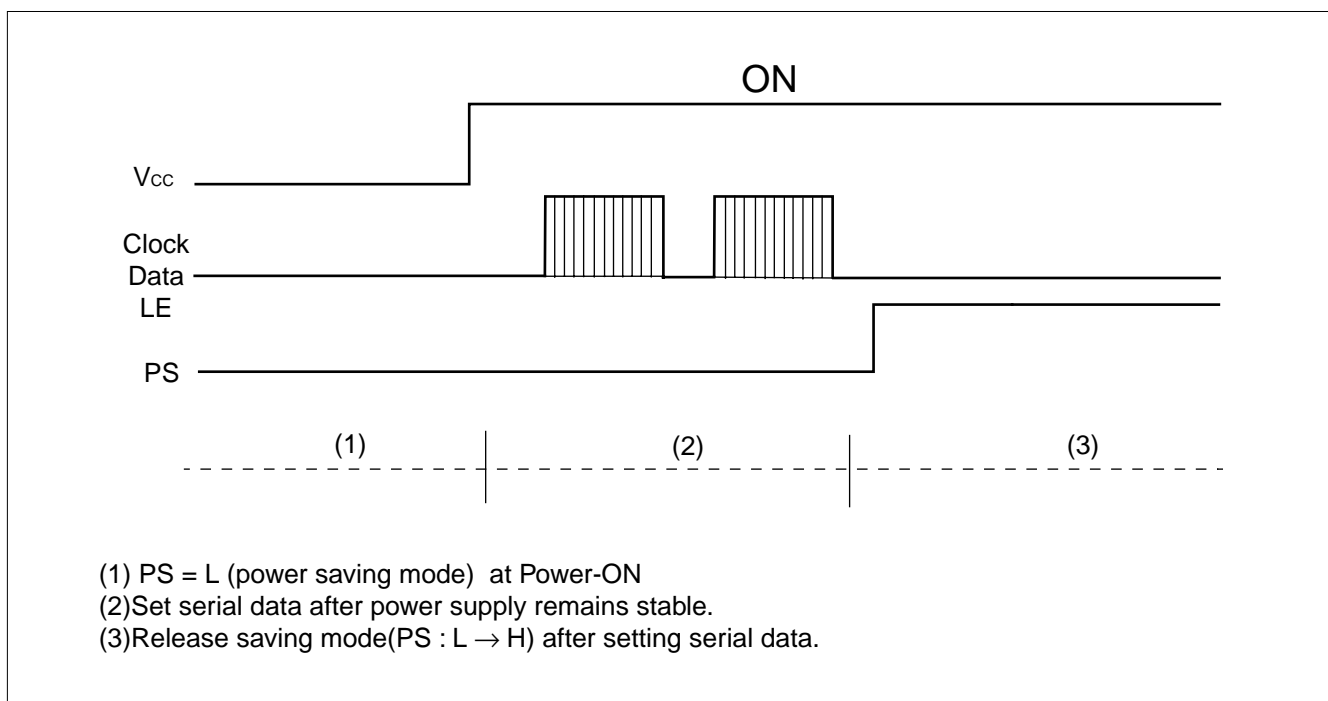 ON
Vcc
Clock
Data
LE
PS
(1) (2) (3)
(1) PS = L (power saving mode) at Power-ON
(2)Set serial data after power supply remains stable.
(3)Release saving mode(PS : L → H) after setting serial data.